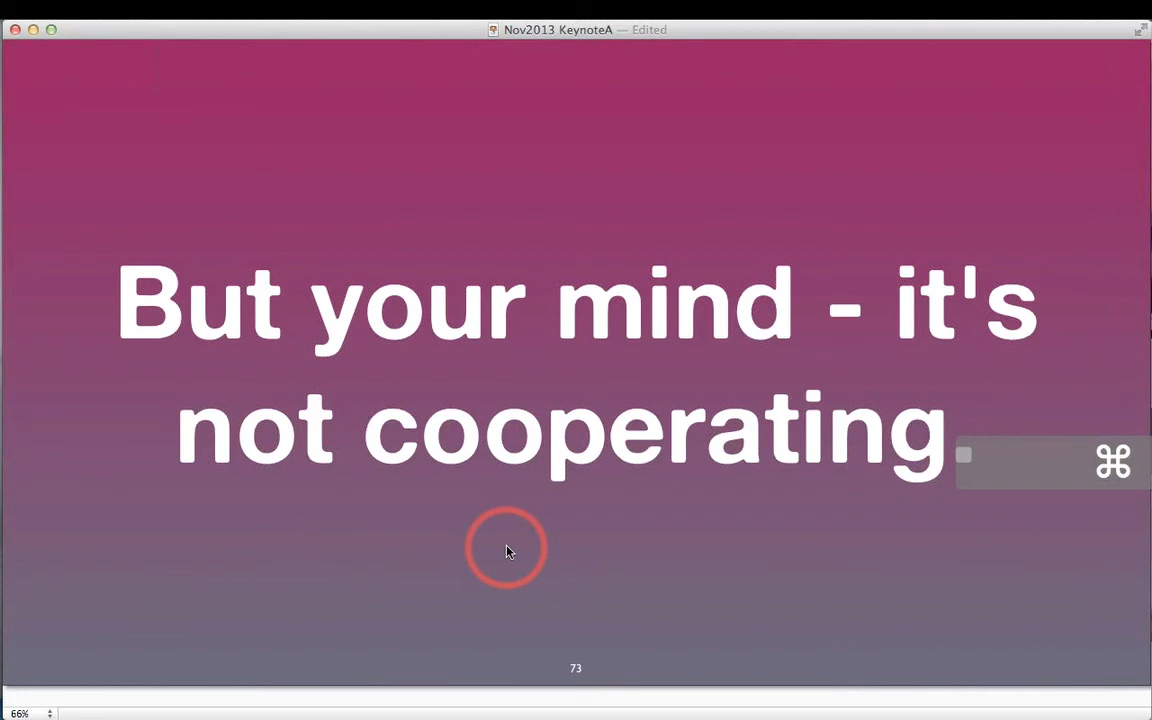 Nov2013 KeynoteA — Edited
But your mind - it's
not cooperating
⌘
73
66%